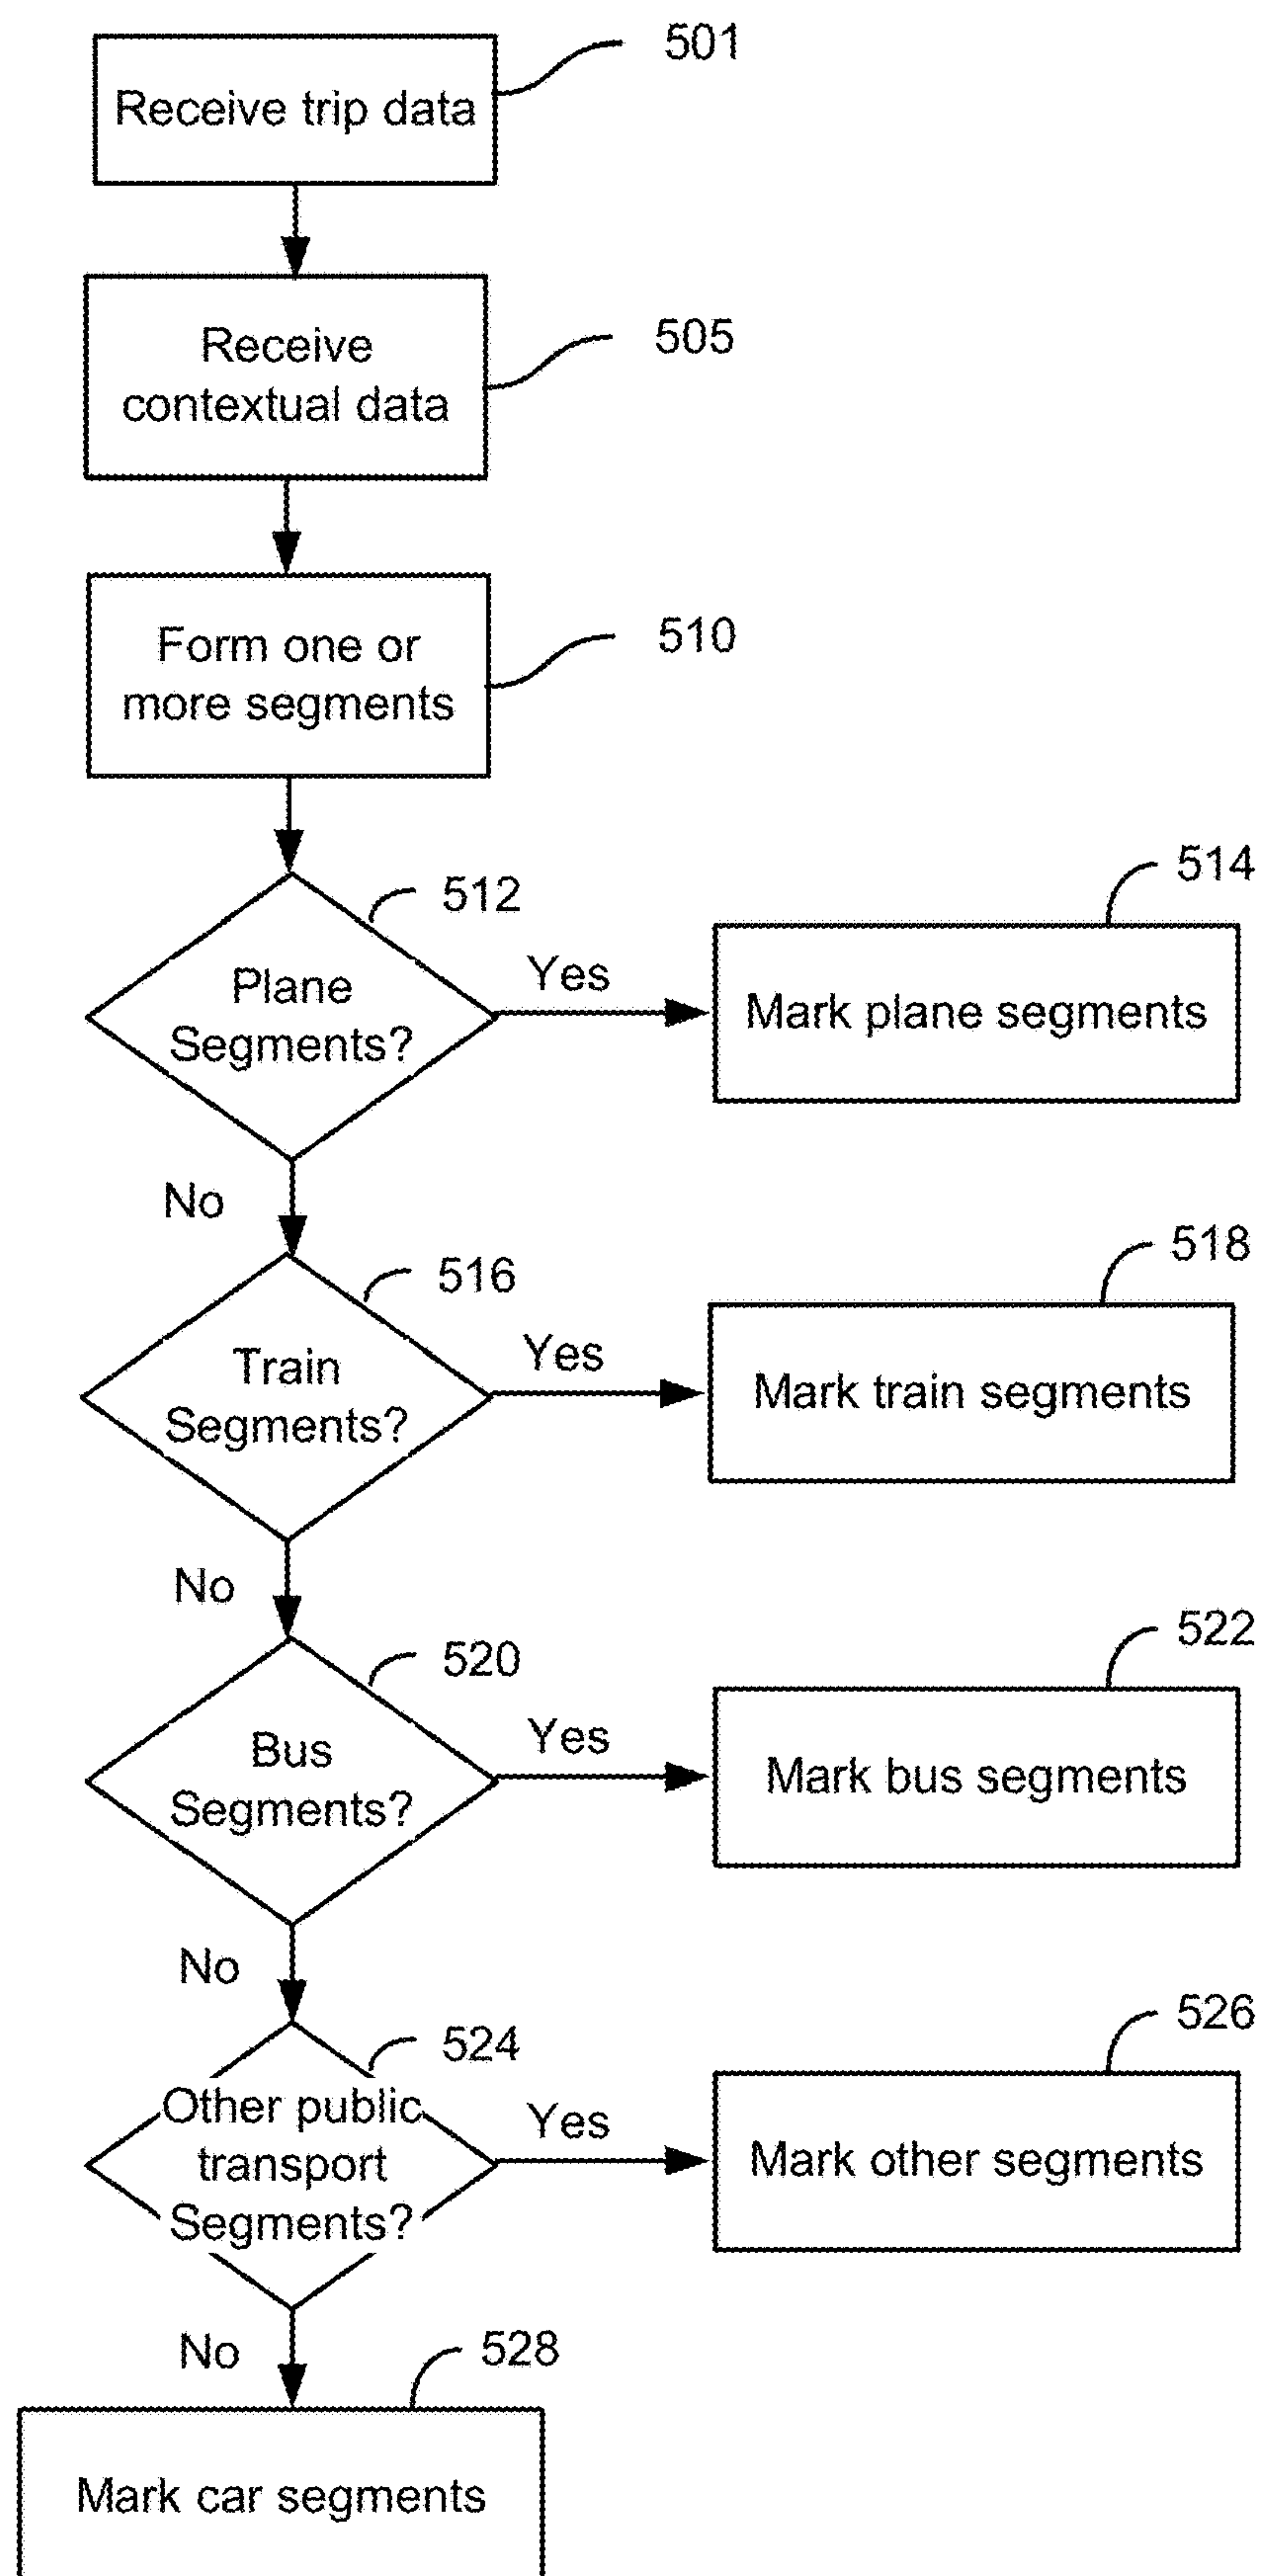 501
Receive trip data
505
Receive
contextual data
510
Form one or
more segments
512
514
Plane
Segments?
Yes
Mark plane segments
No
516
518
Train
Segments?
Yes
Mark train segments
No
520
522
Bus
Segments?
Yes
Mark bus segments
No
524
526
Other public
transport
Segments?
Yes
Mark other segments
No
528
Mark car segments